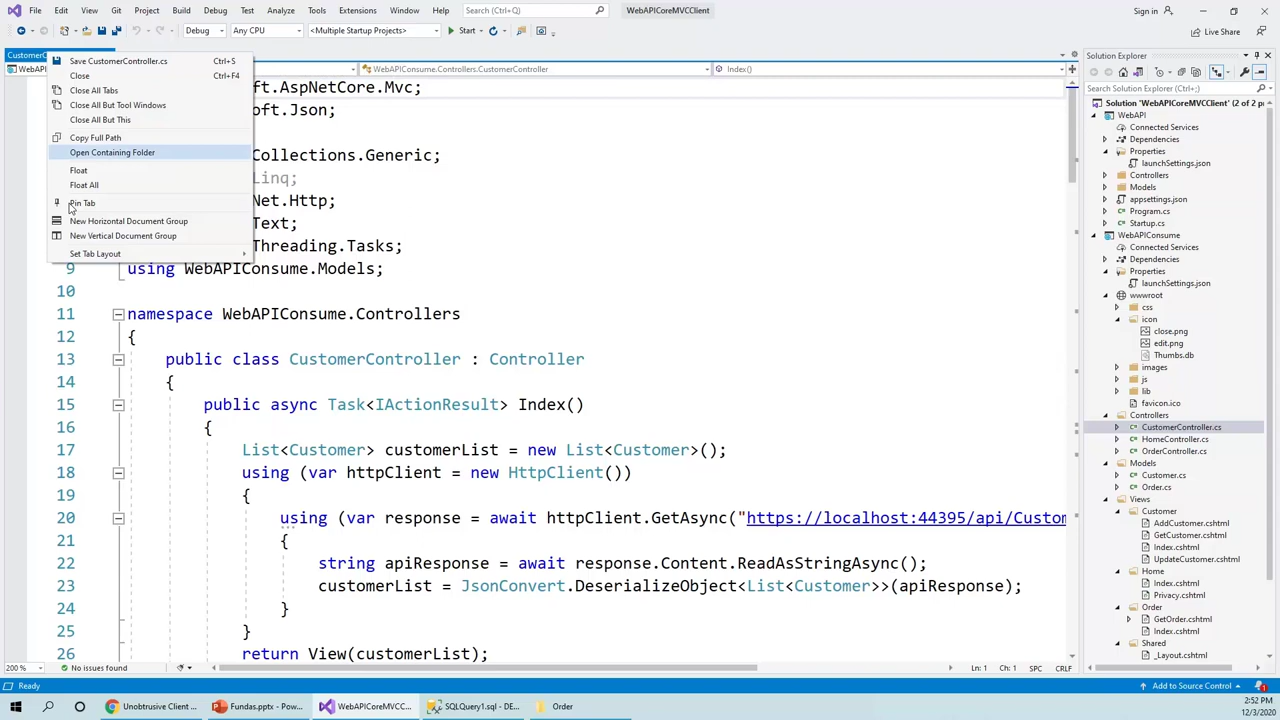 File Edit View Project Build Debug Test Analyze Tools Extensions Window Help Search (Ctrl+;) WebAPICoreMVCClient Sign in
Debug Any CPU <Multiple Startup Projects> Start Live Share
CustomerC
Save CustomerController.cs Ctrl+S
Close Ctrl+F4
Close All Tabs
Close All But Tool Windows
Close All But This
Copy Full Path
Open Containing Folder
Float
Float All
Pin Tab
New Horizontal Document Group
New Vertical Document Group
Set Tab Layout
WebAPI WebAPIConsume.Controllers.CustomerController Index()
ft.AspNetCore.Mvc;
oft.Json;
Collections.Generic;
Linq;
Net.Http;
Text;
Threading.Tasks;
9 using WebAPIConsume.Models;
10
11 namespace WebAPIConsume.Controllers
12 {
13 public class CustomerController : Controller
14 {
15 public async Task<IActionResult> Index()
16 {
17 List<Customer> customerList = new List<Customer>();
18 using (var httpClient = new HttpClient())
19 {
20 using (var response = await httpClient.GetAsync("https://localhost:44395/api/Custom
21 {
22 string apiResponse = await response.Content.ReadAsStringAsync();
23 customerList = JsonConvert.DeserializeObject<List<Customer>>(apiResponse);
24 }
25 }
26 return View(customerList);
200 % No issues found Ln: 1 Ch: 1 SPC CRLF
Solution Explorer
Search Solution Explorer (Ctrl+;)
Solution 'WebAPICoreMVCClient' (2 of 2 p
WebAPI
Connected Services
Dependencies
Properties
launchSettings.json
Controllers
Models
appsettings.json
Program.cs
Startup.cs
WebAPIConsume
Connected Services
Dependencies
Properties
launchSettings.json
wwwroot
css
icon
close.png
edit.png
Thumbs.db
images
js
lib
favicon.ico
Controllers
CustomerController.cs
HomeController.cs
OrderController.cs
Models
Customer.cs
Order.cs
Views
Customer
AddCustomer.cshtml
GetCustomer.cshtml
Index.cshtml
UpdateCustomer.cshtml
Home
Index.cshtml
Privacy.cshtml
Order
GetOrder.cshtml
Index.cshtml
Shared
_Layout.cshtml
Ready Add to Source Control 1
Unobtrusive Client ... Fundas.pptx - Pow... WebAPICoreMVCC... SQLQuery1.sql - DE... Order 2:52 PM
12/3/2020